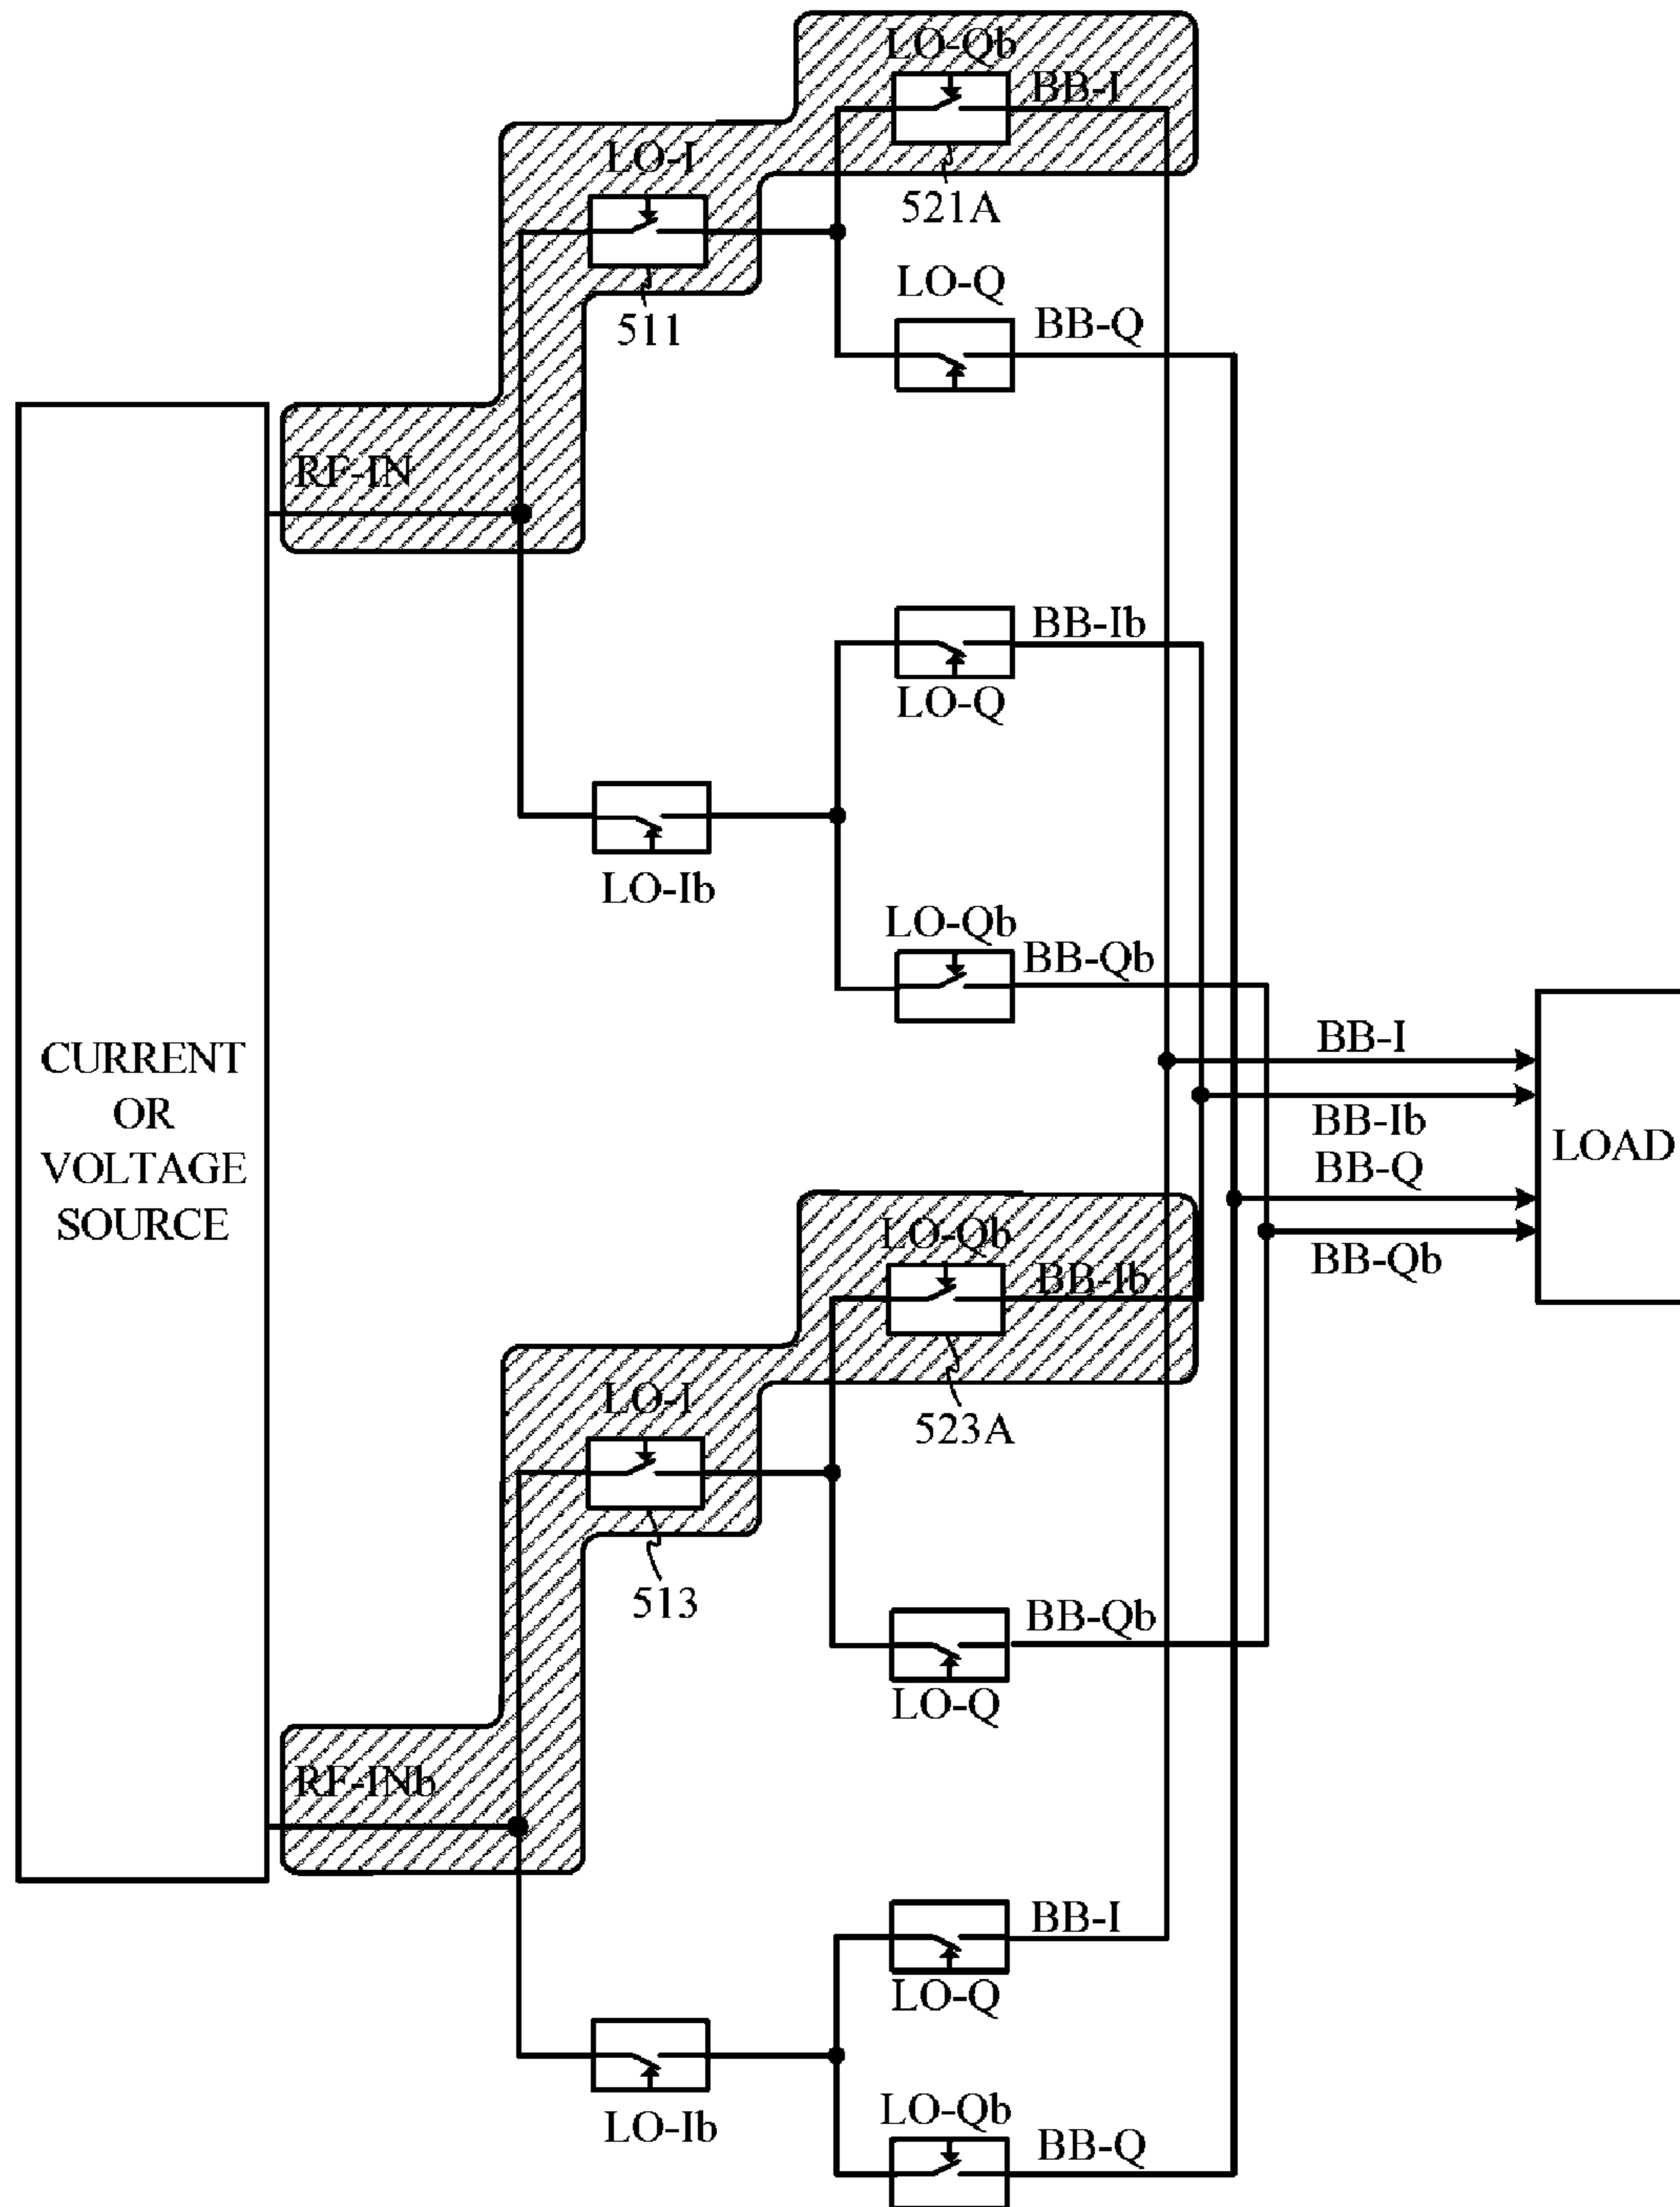 LO-Qb
BB-I
521A
LO-I
511
LO-Q
BB-Q
RF-IN
BB-Ib
LO-Q
LO-Ib
LO-Qb
BB-Qb
CURRENT
OR
VOLTAGE
SOURCE
BB-I
BB-Ib
BB-Q
BB-Qb
LOAD
LO-Qb
BB-Ib
523A
LO-I
513
BB-Qb
LO-Q
RF-INb
BB-I
LO-Q
LO-Ib
LO-Qb
BB-Q